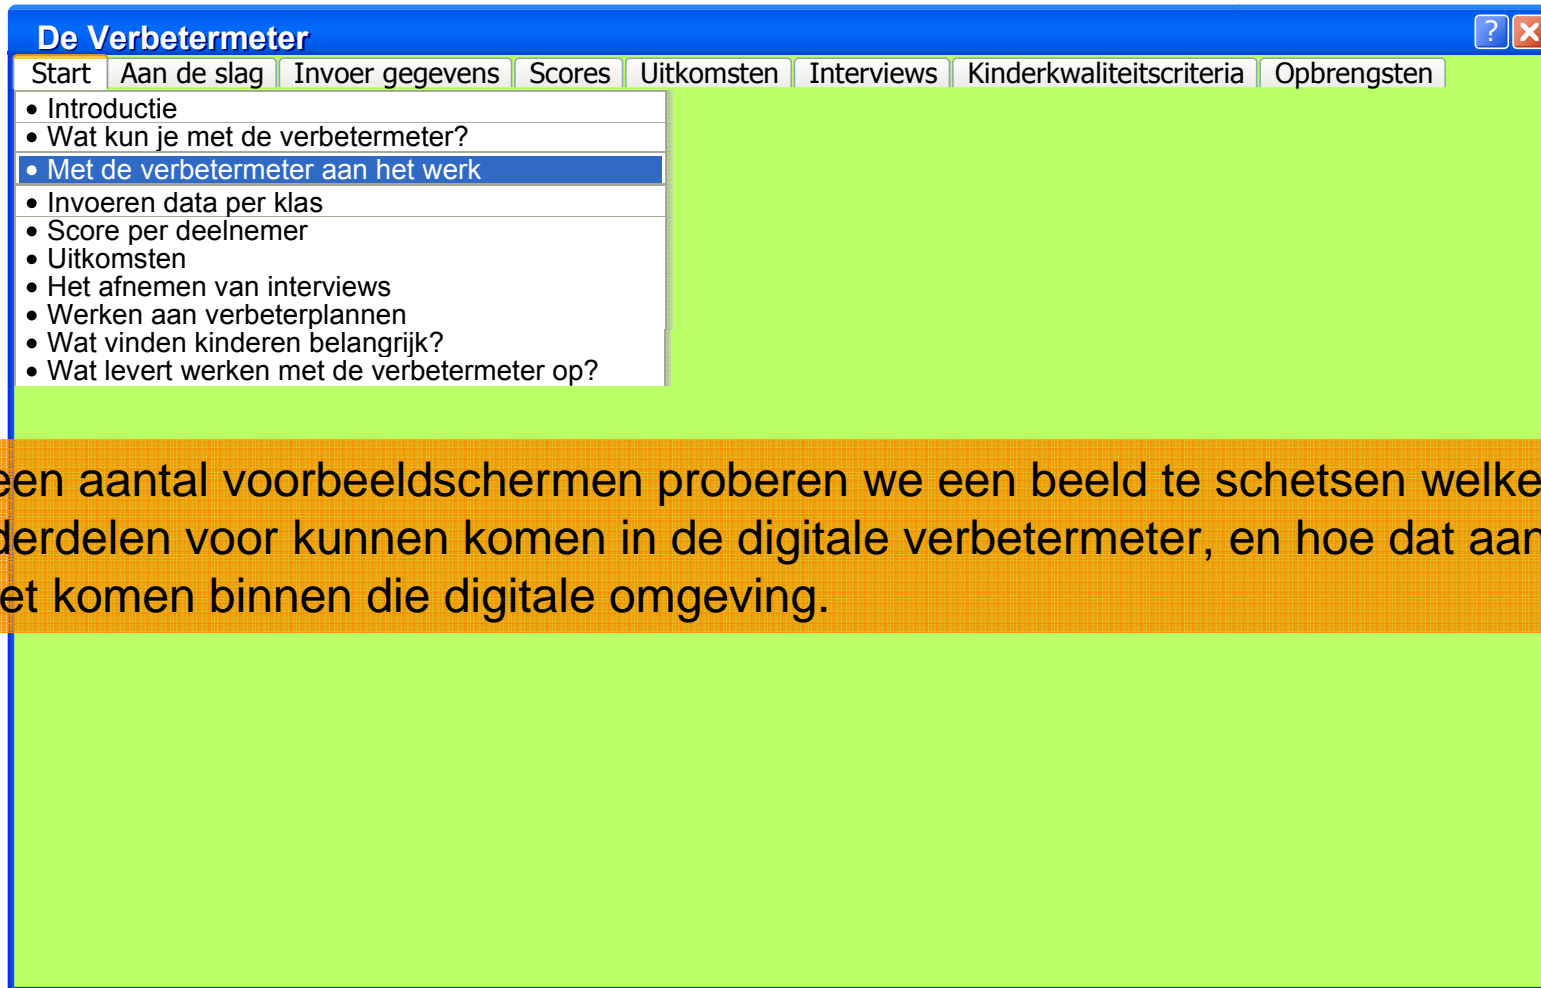 De Verbetermeter
Start Aan de slag Invoer gegevens Scores Uitkomsten Interviews Kinderkwaliteitscriteria Opbrengsten
• Introductie
• Wat kun je met de verbetermeter?
• Met de verbetermeter aan het werk
• Invoeren data per klas
• Score per deelnemer
• Uitkomsten
• Het afnemen van interviews
• Werken aan verbeterplannen
• Wat vinden kinderen belangrijk?
• Wat levert werken met de verbetermeter op?
een aantal voorbeeldschermen proberen we een beeld te schetsen welke
derdelen voor kunnen komen in de digitale verbetermeter, en hoe dat aan
et komen binnen die digitale omgeving.